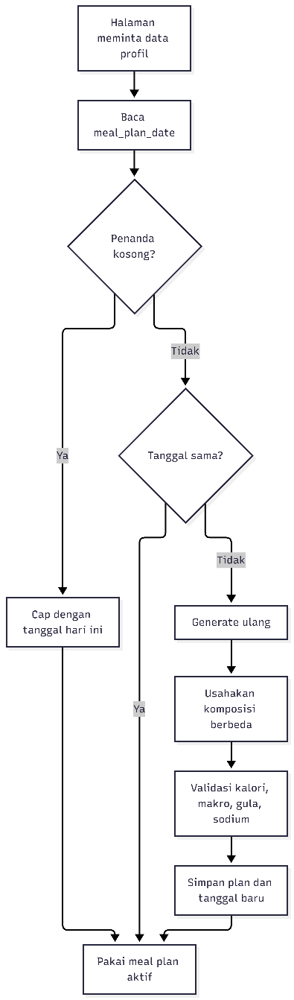 Halaman
meminta data
profil
Baca
meal_plan_date
Penanda
kosong?
Tidak
Ya
Tanggal sama?
Tidak
Cap dengan
tanggal hari ini
Generate ulang
Ya
Usahakan
komposisi
berbeda
Validasi kalori,
makro, gula,
sodium
Simpan plan dan
tanggal baru
Pakai meal plan
aktif